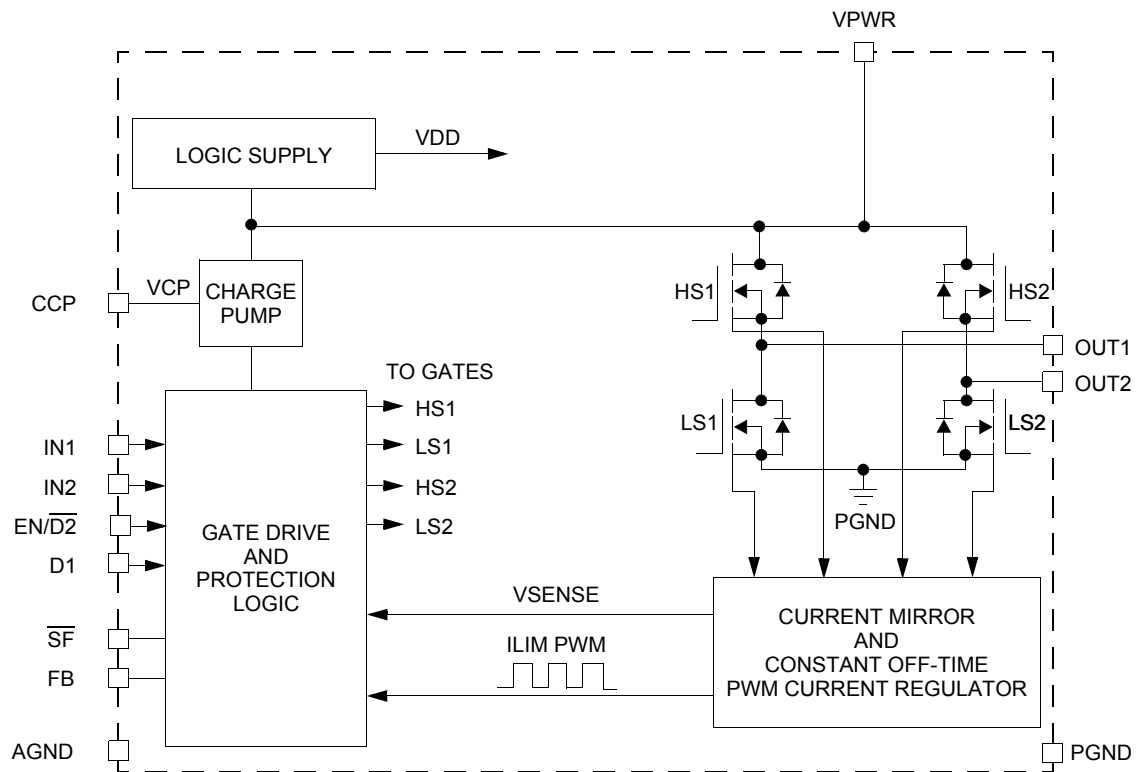 VPWR
LOGIC SUPPLY
VDD
CCP
VCP
CHARGE
PUMP
HS1
HS2
OUT1
OUT2
TO GATES
HS1
LS1
HS2
LS2
LS1
LS2
PGND
IN1
IN2
EN/D2
D1
SF
FB
AGND
GATE DRIVE
AND
PROTECTION
LOGIC
VSENSE
ILIM PWM
CURRENT MIRROR
AND
CONSTANT OFF-TIME
PWM CURRENT REGULATOR
PGND